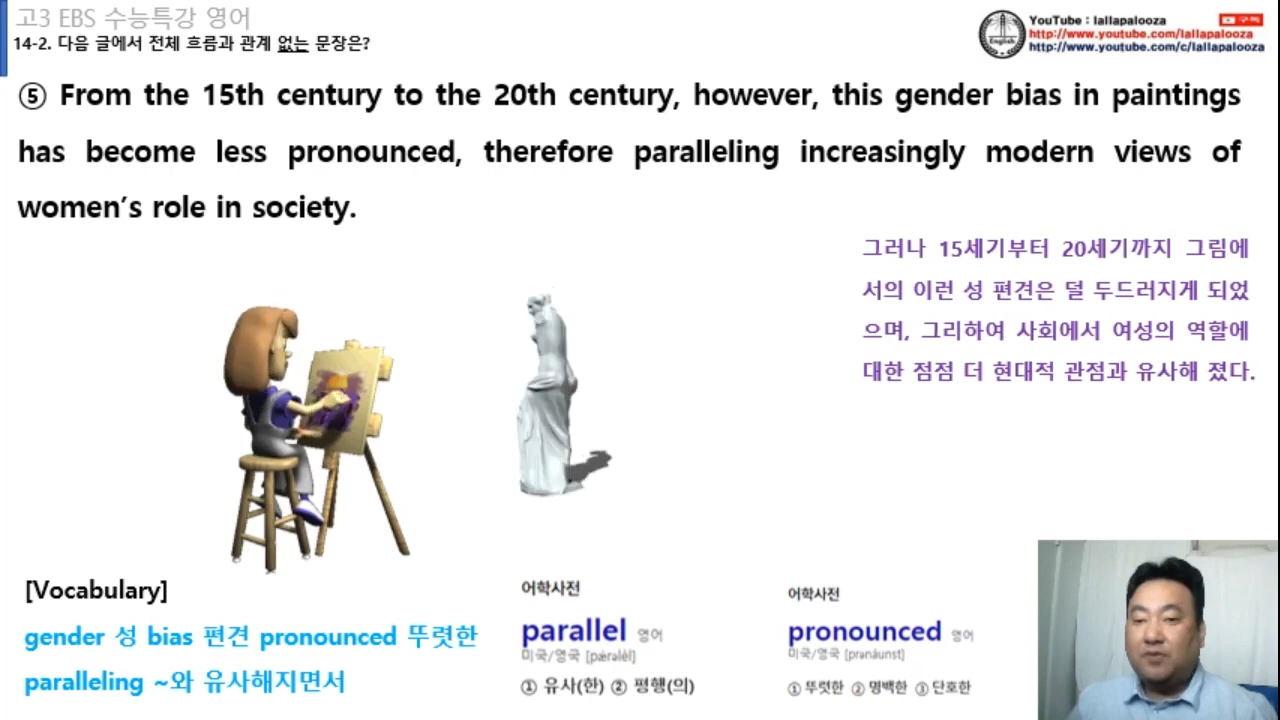 고3 EBS 수능특강 영어
14-2. 다음 글에서 전체 흐름과 관계 없는 문장은?
YouTube : lallapalooza
구독
http://www.youtube.com/lallapalooza
http://www.youtube.com/c/lallapalooza
English
⑤ From the 15th century to the 20th century, however, this gender bias in paintings
has become less pronounced, therefore paralleling increasingly modern views of
women's role in society.
그러나 15세기부터 20세기까지 그림에
서의 이런 성 편견은 덜 두드러지게 되었
으며, 그리하여 사회에서 여성의 역할에
대한 점점 더 현대적 관점과 유사해 졌다.
[Vocabulary]
gender 성 bias 편견 pronounced 뚜렷한
paralleling ~와 유사해지면서
어학사전
parallel 영어
미국/영국 [pǽrəlèl]
① 유사(한) ② 평행(의)
어학사전
pronounced 영어
미국/영국 [prənáunst]
① 뚜렷한 ② 명백한 ③ 단호한